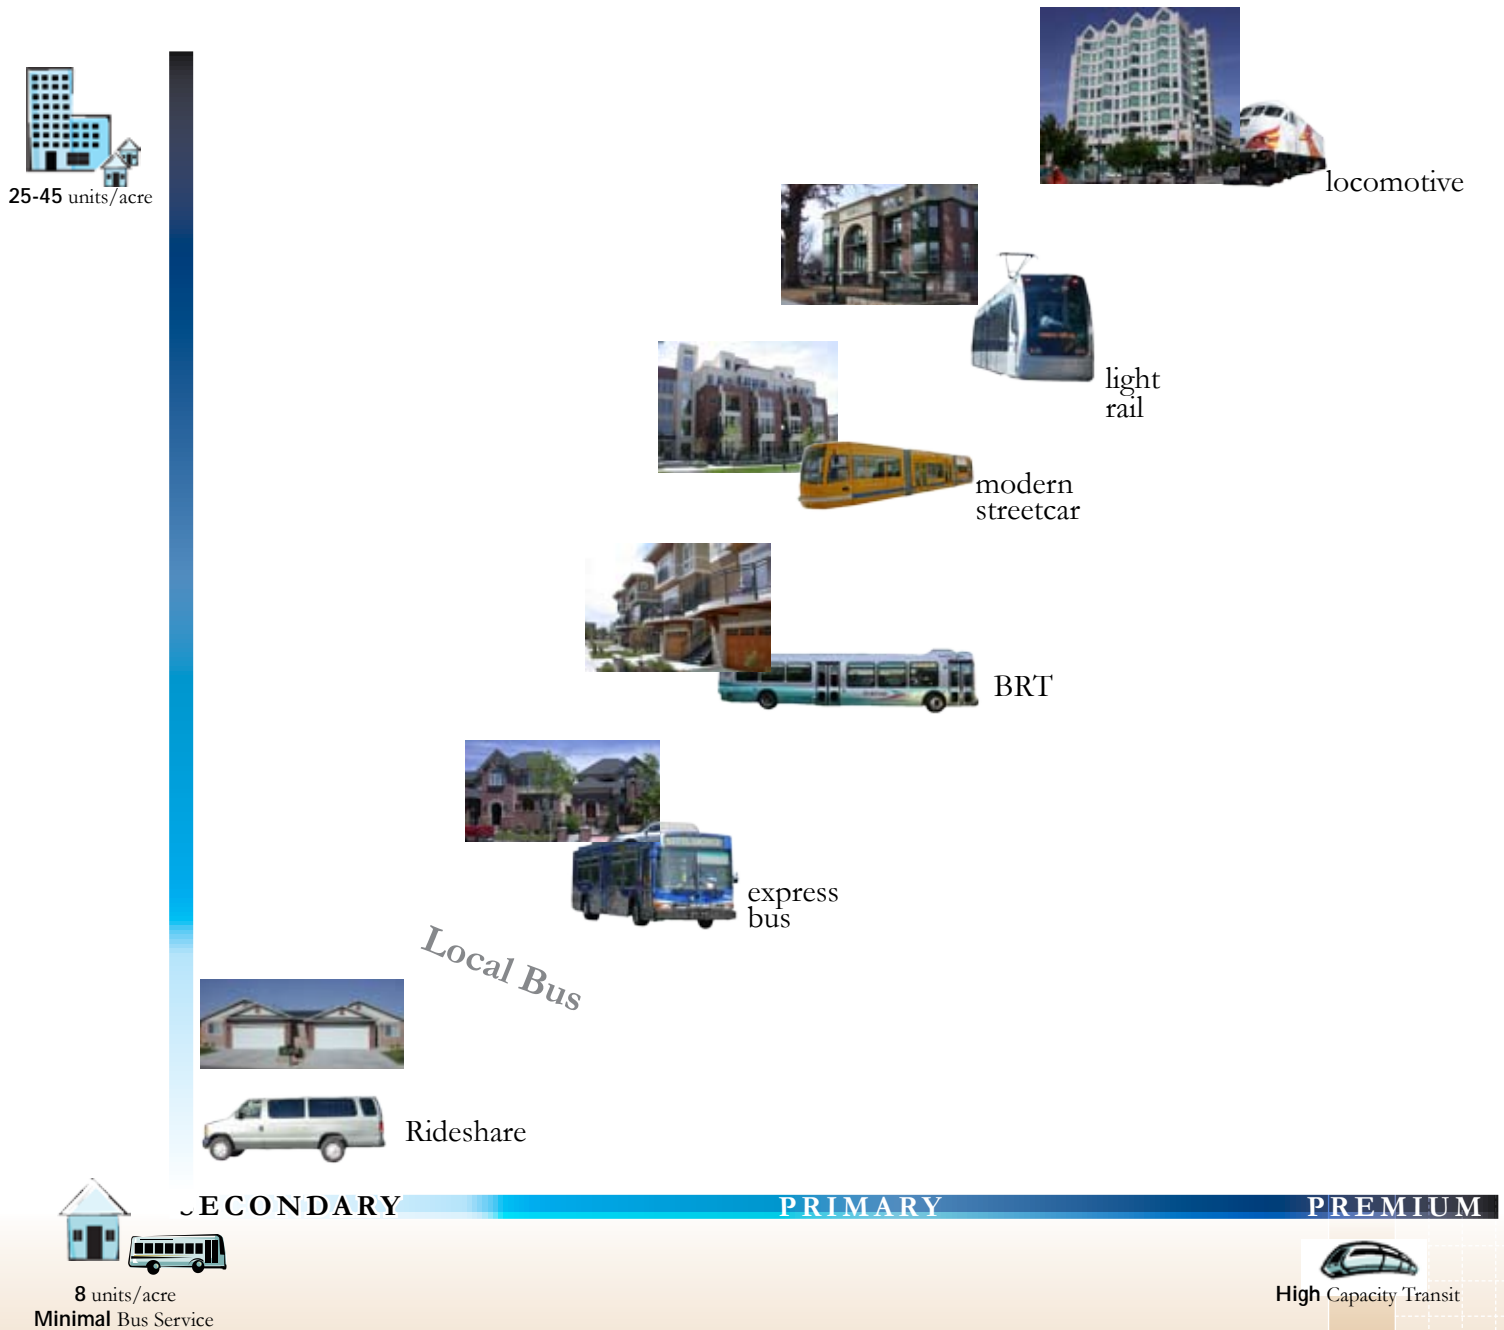 25-45 units/acre
locomotive
light
rail
modern
streetcar
BRT
express
bus
Local Bus
Rideshare
SECONDARY
PRIMARY
PREMIUM
8 units/acre
Minimal Bus Service
High Capacity Transit